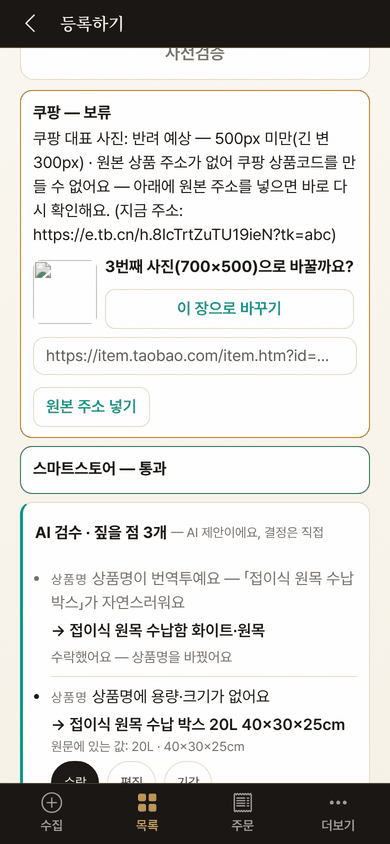 등록하기
사전검증
쿠팡 — 보류
쿠팡 대표 사진: 반려 예상 — 500px 미만(긴 변
300px) · 원본 상품 주소가 없어 쿠팡 상품코드를 만
들 수 없어요 — 아래에 원본 주소를 넣으면 바로 다
시 확인해요. (지금 주소:
https://e.tb.cn/h.8IcTrtZuTU19ieN?tk=abc)
3번째 사진(700×500)으로 바꿀까요?
이 장으로 바꾸기
https://item.taobao.com/item.htm?id=...
원본 주소 넣기
스마트스토어 — 통과
AI 검수 · 짚을 점 3개 — AI 제안이에요, 결정은 직접
• 상품명 상품명이 번역투예요 — 「접이식 원목 수납
박스」가 자연스러워요
→ 접이식 원목 수납함 화이트·원목
수락했어요 — 상품명을 바꿨어요
• 상품명 상품명에 용량·크기가 없어요
→ 접이식 원목 수납 박스 20L 40×30×25cm
원문에 있는 값: 20L · 40×30×25cm
수락 편집 기각
수집 목록 주문 더보기